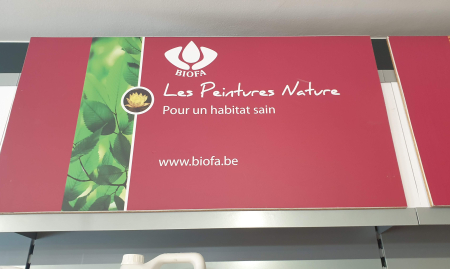 BIOFA
Les Peintures Nature
Pour un habitat sain
www.biofa.be